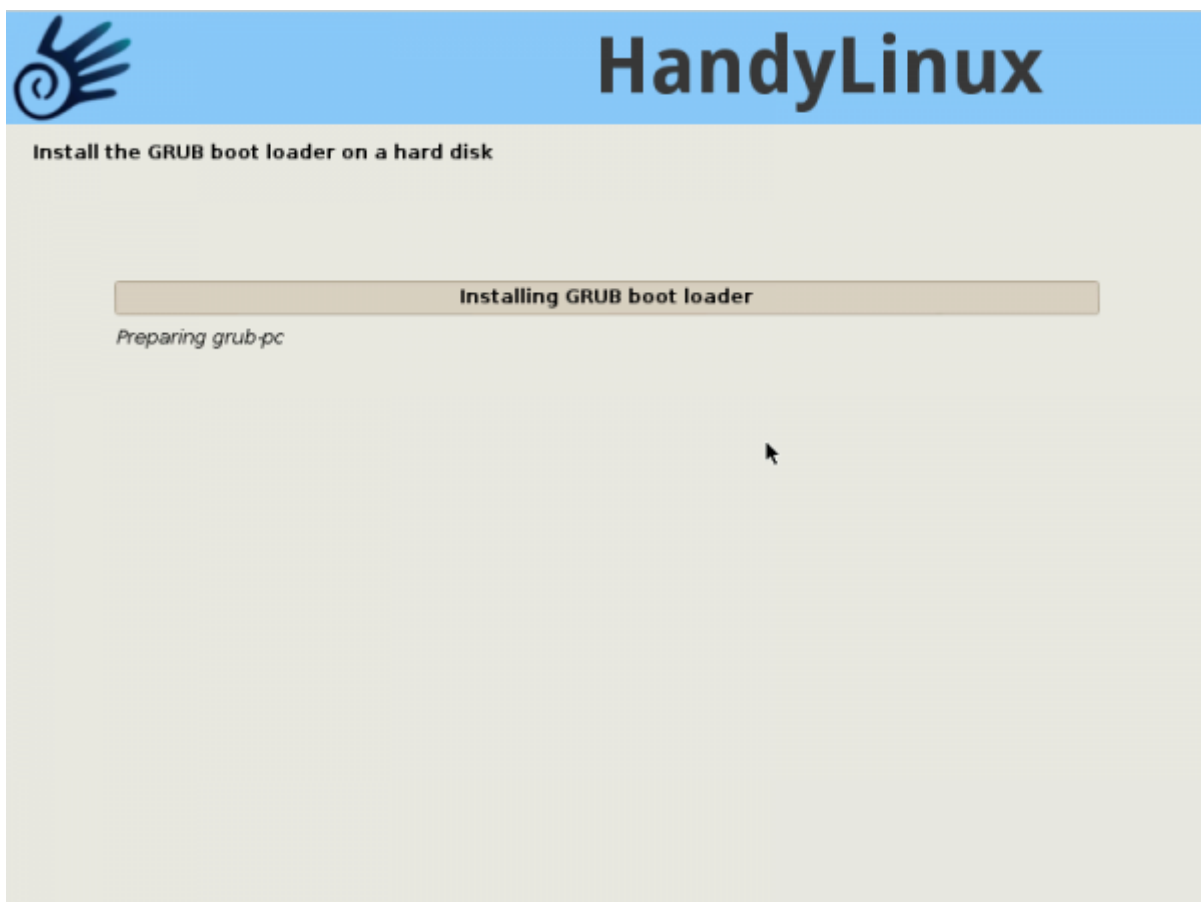 HandyLinux
Install the GRUB boot loader on a hard disk
Installing GRUB boot loader
Preparing grub-pc